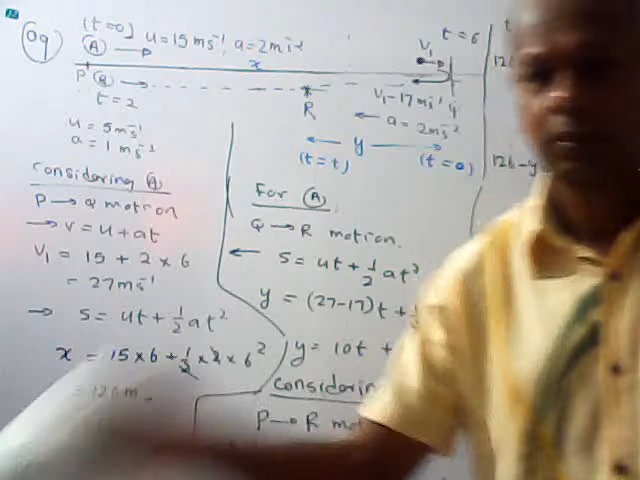 09
(t=0) u = 15 ms⁻¹, a = 2 ms⁻²
(A) → P
x
V₁
t = 6
t
126
P (B) →
t = 2
R
V₁ - 17 ms⁻¹
a = 2 ms⁻²
y
(t = t)
(t = 0)
126 - y
u = 5 ms⁻¹
a = 1 ms⁻²
Considering (A)
P → Q motion
→ V = u + at
V₁ = 15 + 2 × 6
= 27 ms⁻¹
→ S = ut + ½ at²
x = 15 × 6 + ½ × 2 × 6²
= 126 m
For (A)
Q → R motion.
← S = ut + ½ at²
y = (27 - 17) t +
y = 10t +
Considering
P → R